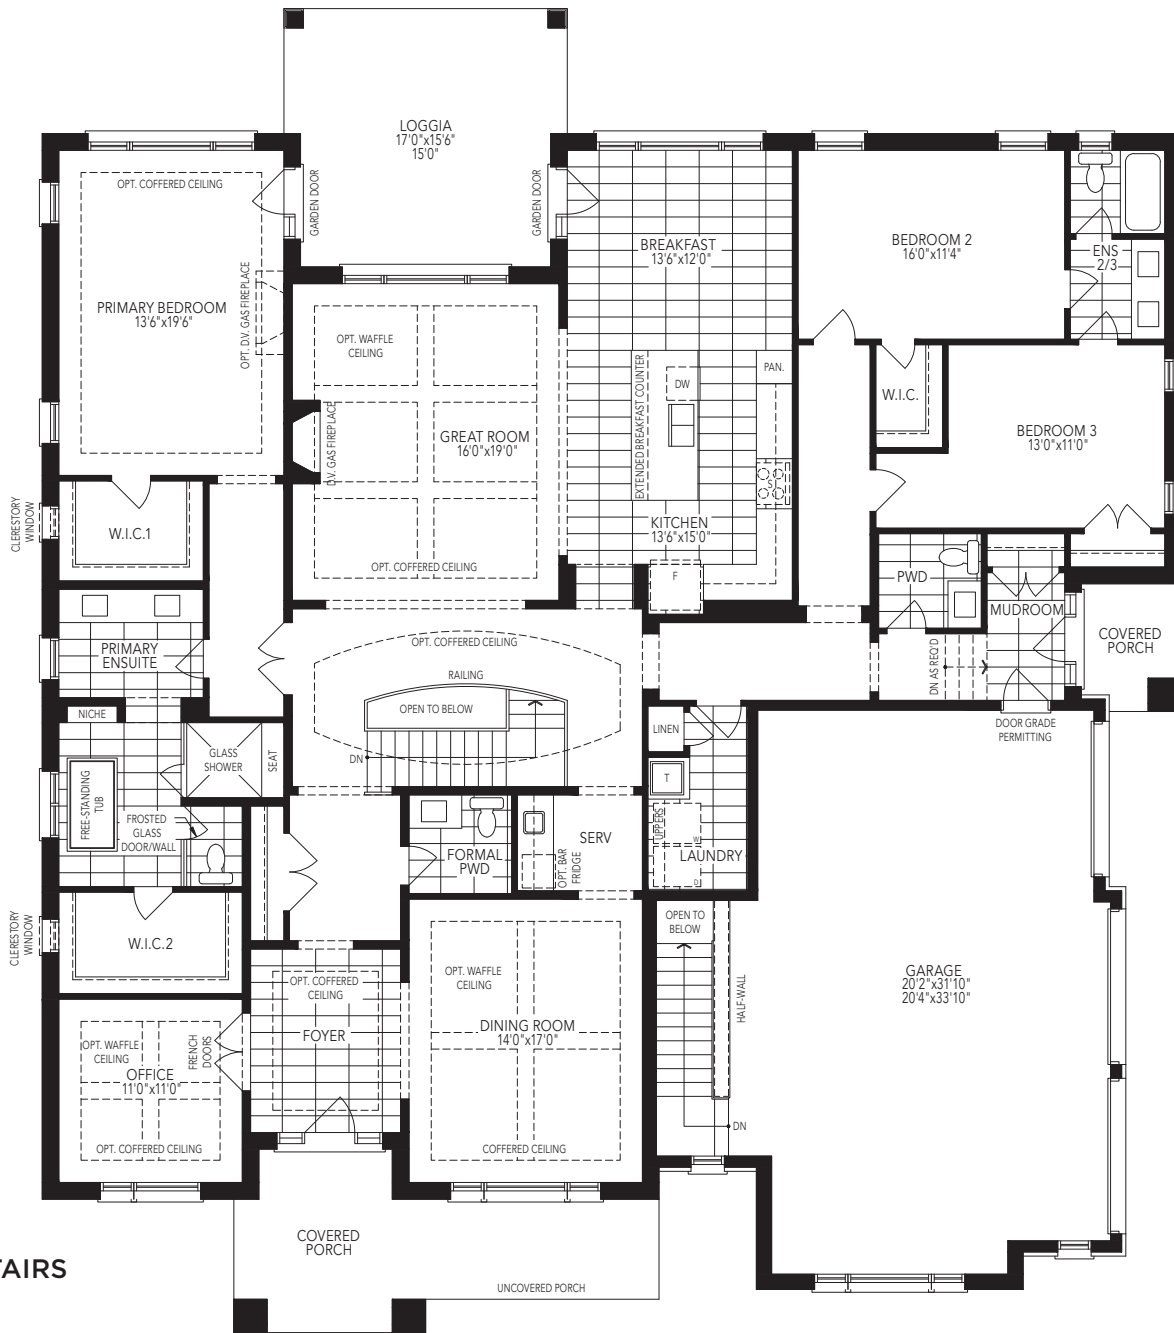 LOGGIA
17'0"x15'6"
15'0"
OPT. COFFERED CEILING
GARDEN DOOR
GARDEN DOOR
PRIMARY BEDROOM
13'6"x19'6"
OPT. D.V. GAS FIREPLACE
BREAKFAST
13'6"x12'0"
BEDROOM 2
16'0"x11'4"
ENS
2/3
OPT. WAFFLE
CEILING
GREAT ROOM
16'0"x19'0"
D.V. GAS FIREPLACE
OPT. COFFERED CEILING
EXTENDED BREAKFAST COUNTER
DW
PAN.
S
KITCHEN
13'6"x15'0"
F
W.I.C.
BEDROOM 3
13'0"x11'0"
CLERESTORY
WINDOW
W.I.C.1
PWD
MUDROOM
COVERED
PORCH
DN AS REQ'D
DOOR GRADE
PERMITTING
PRIMARY
ENSUITE
OPT. COFFERED CEILING
RAILING
OPEN TO BELOW
DN
NICHE
GLASS
SHOWER
SEAT
FREE-STANDING
TUB
FROSTED
GLASS
DOOR/WALL
LINEN
T
UPPERS
W
D
LAUNDRY
FORMAL
PWD
SERV
OPT. BAR
FRIDGE
CLERESTORY
WINDOW
W.I.C.2
OPEN TO
BELOW
HALF-WALL
DN
GARAGE
20'2"x31'10"
20'4"x33'10"
OPT. COFFERED
CEILING
FOYER
OPT. WAFFLE
CEILING
DINING ROOM
14'0"x17'0"
COFFERED CEILING
OPT. WAFFLE
CEILING
OFFICE
11'0"x11'0"
FRENCH
DOORS
OPT. COFFERED CEILING
COVERED
PORCH
UNCOVERED PORCH
TAIRS